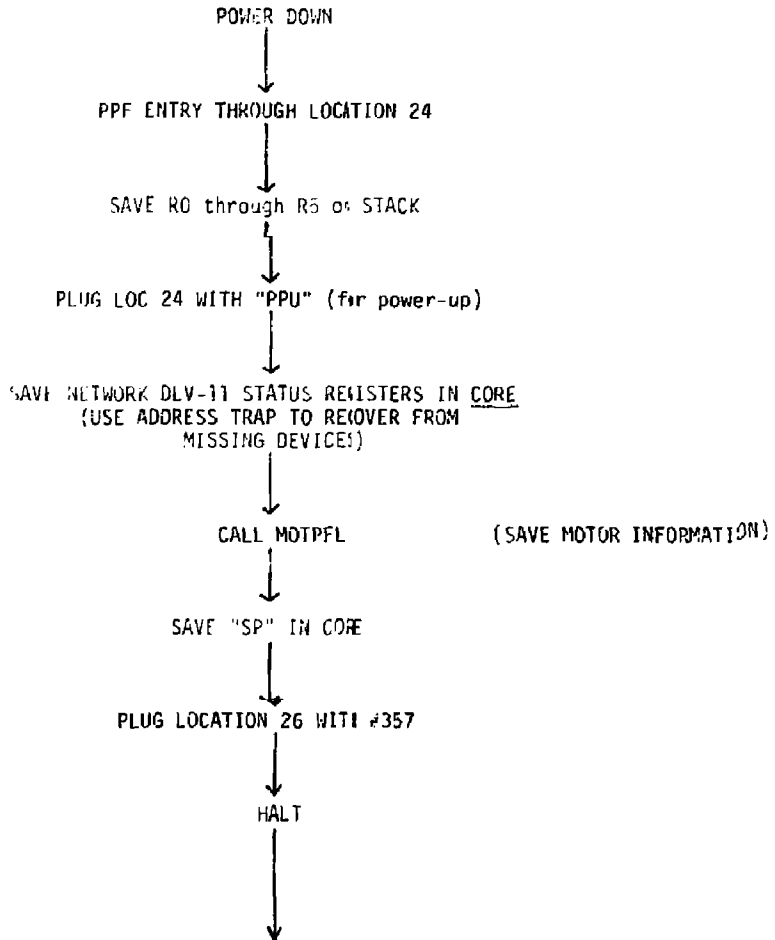 POWER DOWN
PPF ENTRY THROUGH LOCATION 24
SAVE R0 through R5 on STACK
PLUG LOC 24 WITH "PPU" (for power-up)
SAVE NETWORK DLV-11 STATUS REGISTERS IN CORE
(USE ADDRESS TRAP TO RECOVER FROM
MISSING DEVICES)
CALL MOTPFL (SAVE MOTOR INFORMATION)
SAVE "SP" IN CORE
PLUG LOCATION 26 WITH #357
HALT